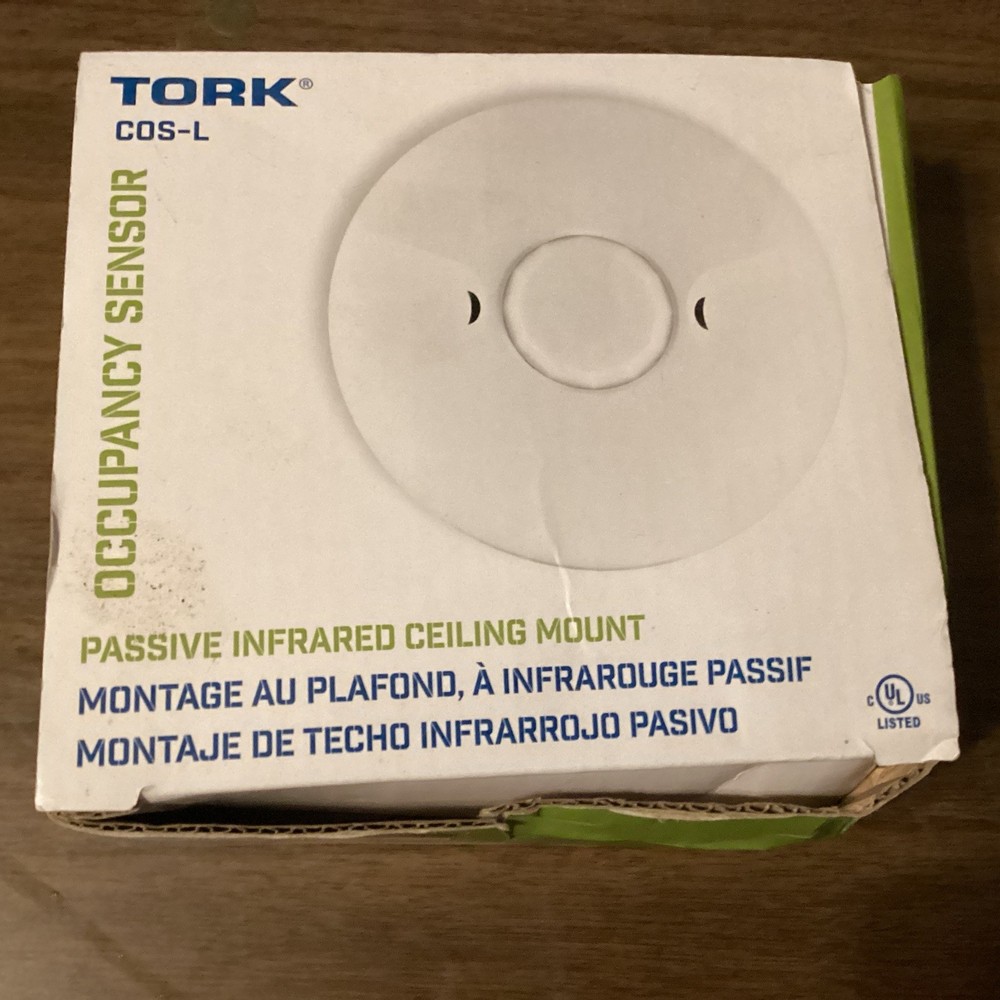 TORK®
COS-L
OCCUPANCY SENSOR
PASSIVE INFRARED CEILING MOUNT
MONTAGE AU PLAFOND, À INFRAROUGE PASSIF
MONTAJE DE TECHO INFRARROJO PASIVO
C UL US
LISTED